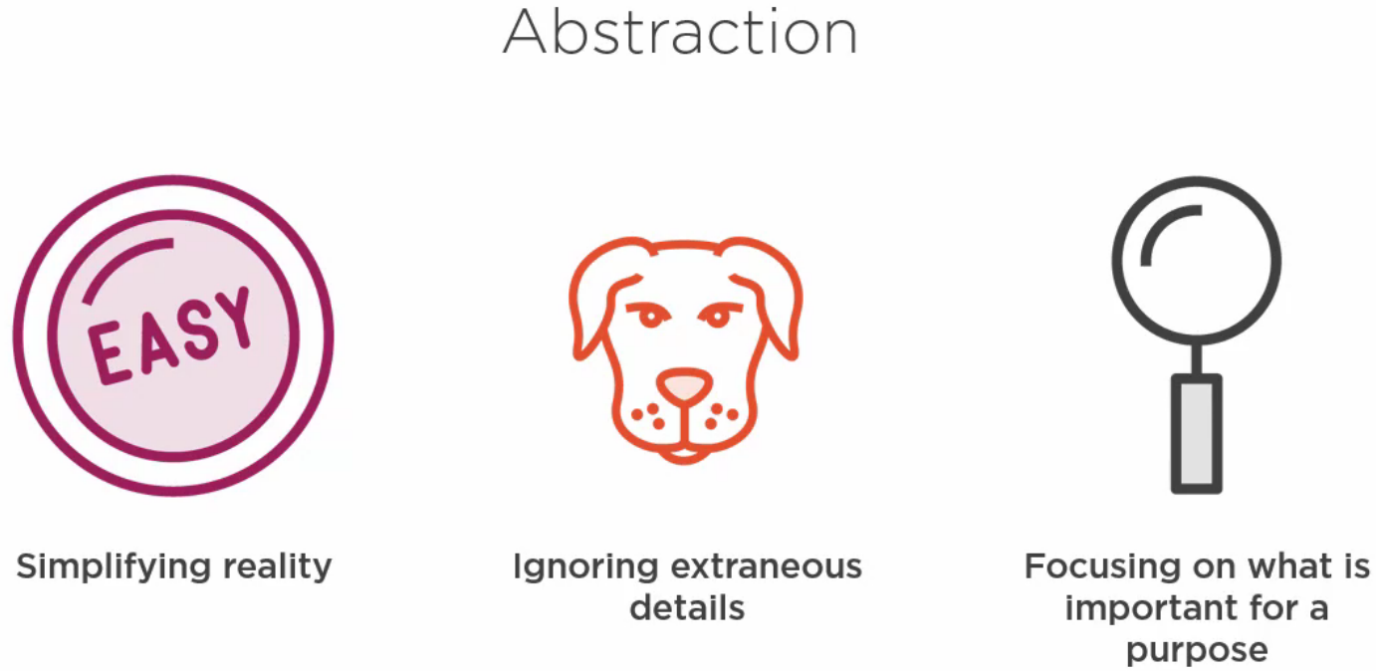 Abstraction
EASY
Simplifying reality
Ignoring extraneous
details
Focusing on what is
important for a
purpose